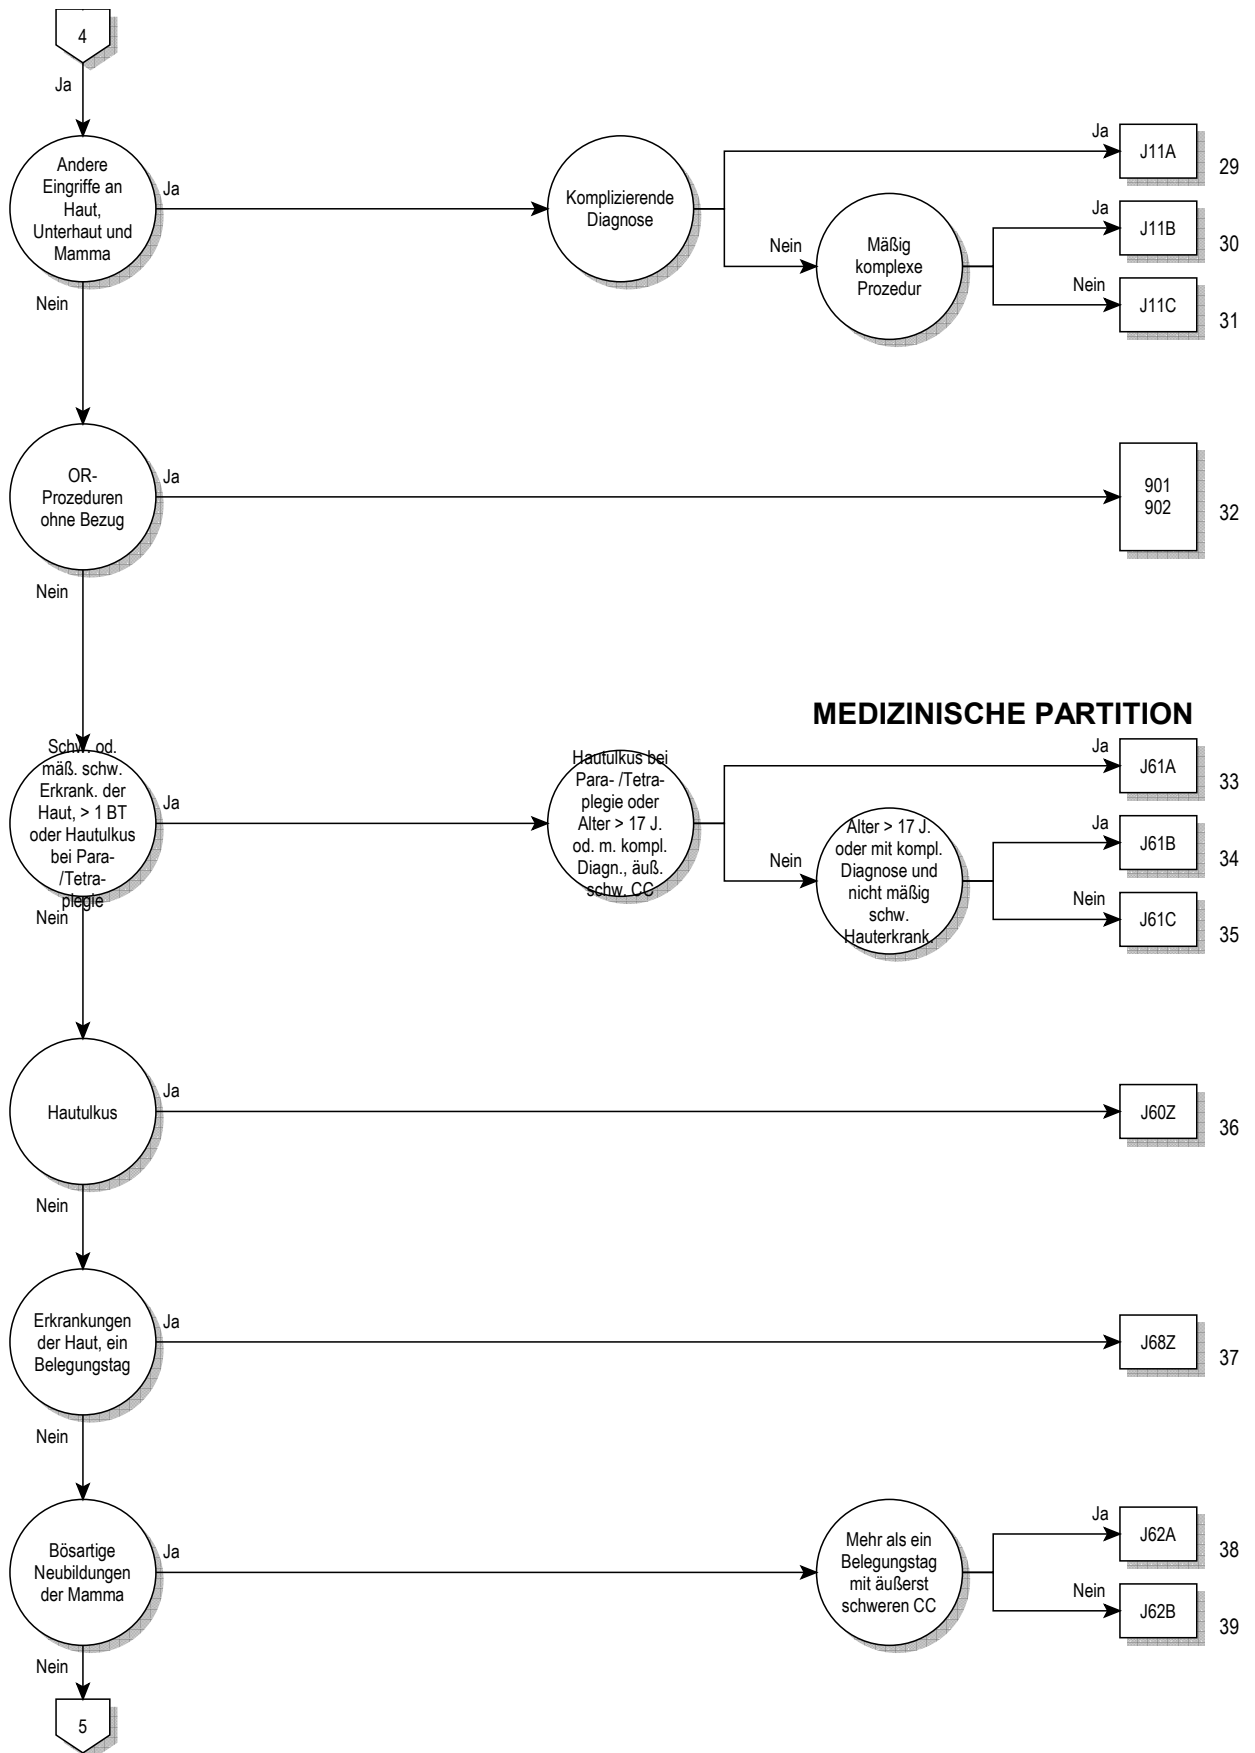 4
Ja
Andere
Eingriffe an
Haut,
Unterhaut und
Mamma
Ja
Komplizierende
Diagnose
Ja
J11A
29
Nein
Mäßig
komplexe
Prozedur
Ja
J11B
30
Nein
J11C
31
Nein
OR-
Prozeduren
ohne Bezug
Ja
901
902
32
Nein
MEDIZINISCHE PARTITION
Schw. od.
mäß. schw.
Erkrank. der
Haut, > 1 BT
oder Hautulkus
bei Para-
/Tetra-
plegie
Ja
Hautulkus bei
Para- /Tetra-
plegie oder
Alter > 17 J.
od. m. kompl.
Diagn., äuß.
schw. CC
Ja
J61A
33
Nein
Alter > 17 J.
oder mit kompl.
Diagnose und
nicht mäßig
schw.
Hauterkrank.
Ja
J61B
34
Nein
J61C
35
Nein
Hautulkus
Ja
J60Z
36
Nein
Erkrankungen
der Haut, ein
Belegungstag
Ja
J68Z
37
Nein
Bösartige
Neubildungen
der Mamma
Ja
Mehr als ein
Belegungstag
mit äußerst
schweren CC
Ja
J62A
38
Nein
J62B
39
Nein
5